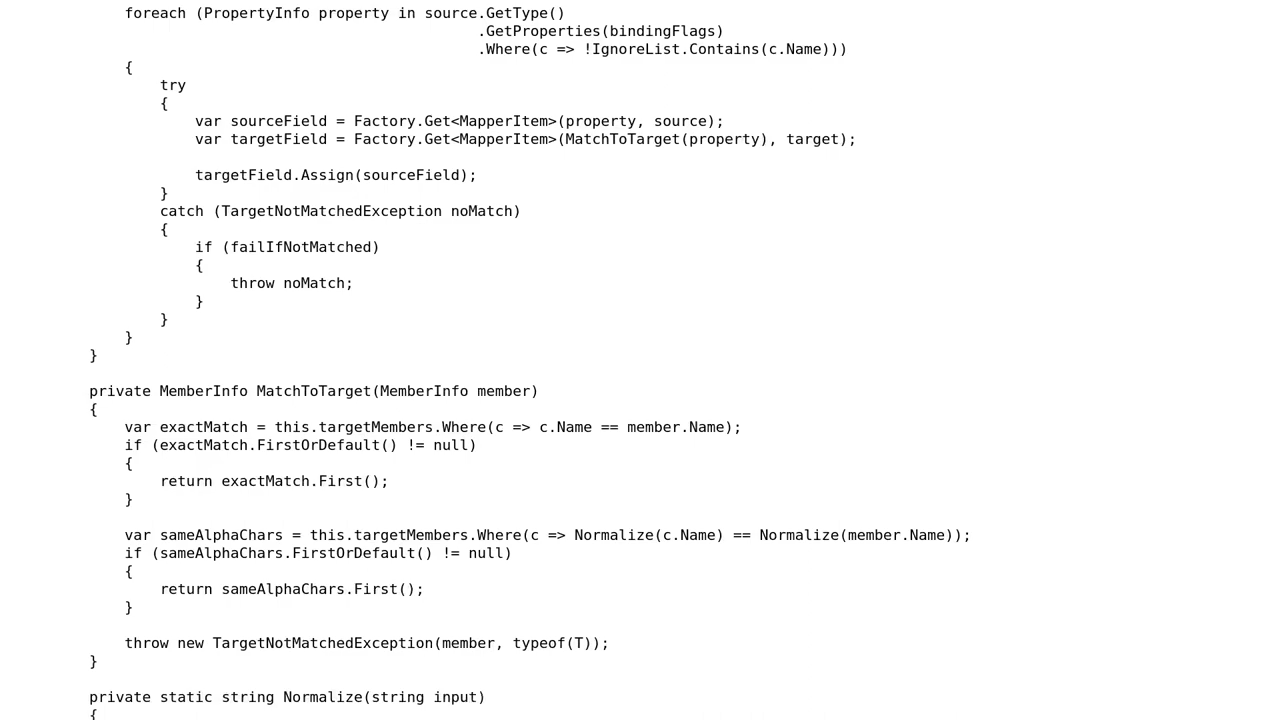 foreach (PropertyInfo property in source.GetType()
.GetProperties(bindingFlags)
.Where(c => !IgnoreList.Contains(c.Name)))
{
try
{
var sourceField = Factory.Get<MapperItem>(property, source);
var targetField = Factory.Get<MapperItem>(MatchToTarget(property), target);
targetField.Assign(sourceField);
}
catch (TargetNotMatchedException noMatch)
{
if (failIfNotMatched)
{
throw noMatch;
}
}
}
}
private MemberInfo MatchToTarget(MemberInfo member)
{
var exactMatch = this.targetMembers.Where(c => c.Name == member.Name);
if (exactMatch.FirstOrDefault() != null)
{
return exactMatch.First();
}
var sameAlphaChars = this.targetMembers.Where(c => Normalize(c.Name) == Normalize(member.Name));
if (sameAlphaChars.FirstOrDefault() != null)
{
return sameAlphaChars.First();
}
throw new TargetNotMatchedException(member, typeof(T));
}
private static string Normalize(string input)
{